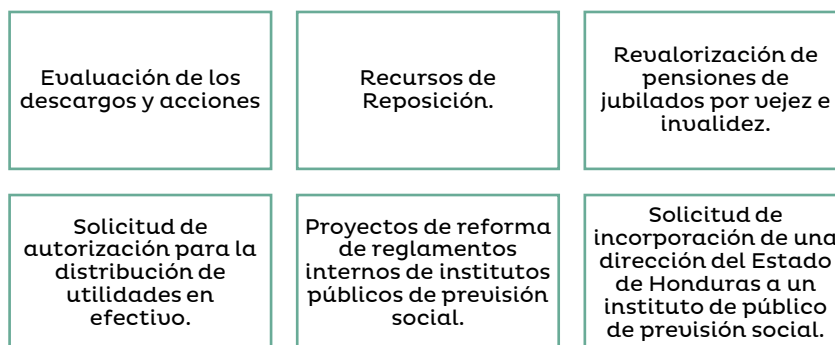 Evaluación de los
descargos y acciones
Recursos de
Reposición.
Revalorización de
pensiones de
jubilados por vejez e
invalidez.
Solicitud de
autorización para la
distribución de
utilidades en
efectivo.
Proyectos de reforma
de reglamentos
internos de institutos
públicos de previsión
social.
Solicitud de
incorporación de una
dirección del Estado
de Honduras a un
instituto de público
de previsión social.